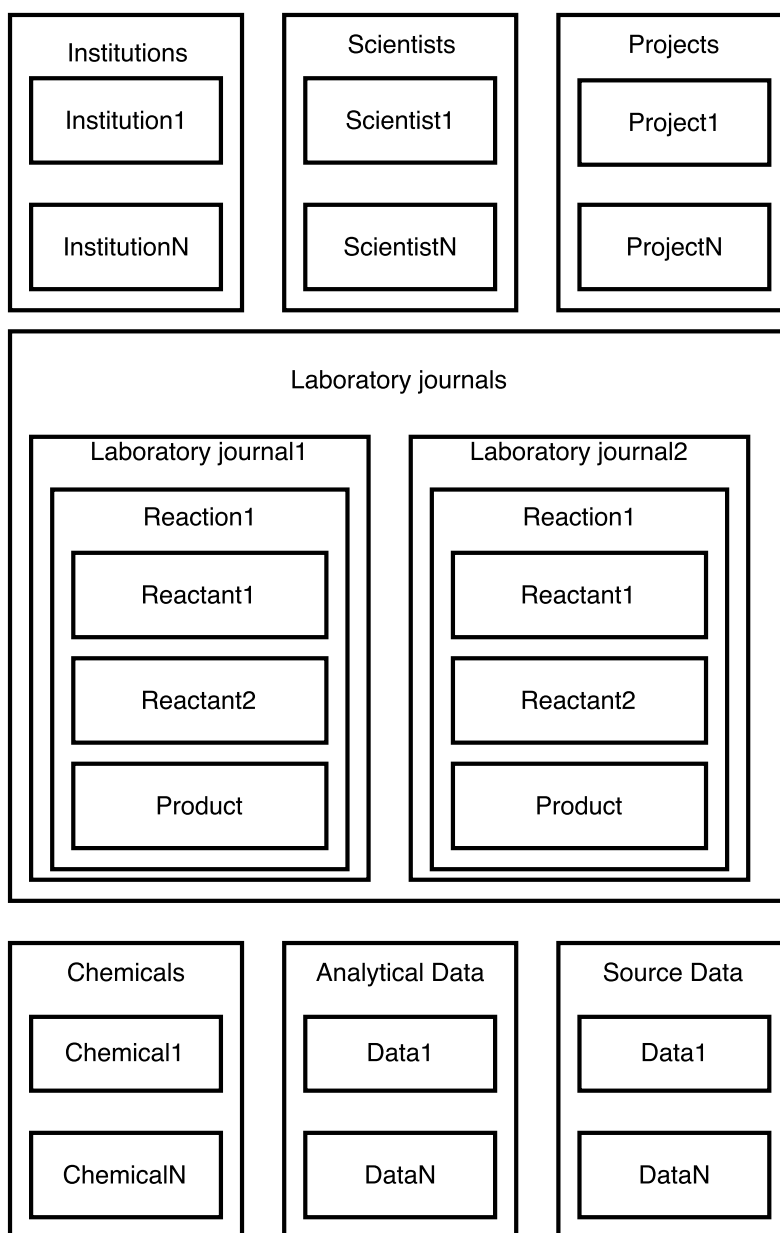 Institutions
Institution1
InstitutionN
Scientists
Scientist1
ScientistN
Projects
Project1
ProjectN
Laboratory journals
Laboratory journal1
Reaction1
Reactant1
Reactant2
Product
Laboratory journal2
Reaction1
Reactant1
Reactant2
Product
Chemicals
Chemical1
ChemicalN
Analytical Data
Data1
DataN
Source Data
Data1
DataN